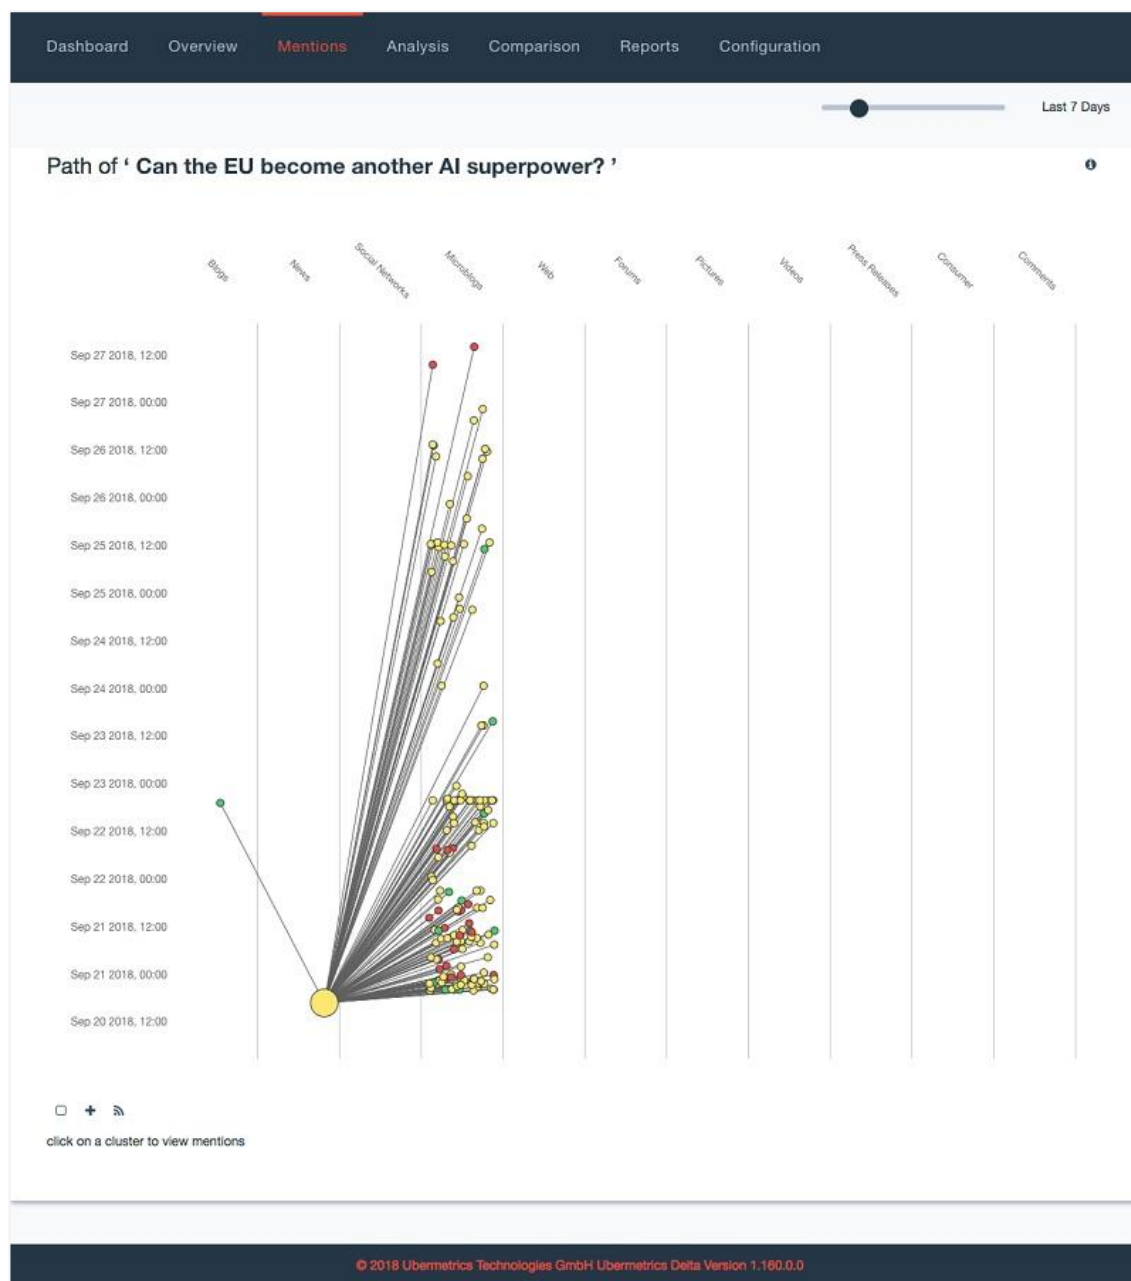 Dashboard Overview Mentions Analysis Comparison Reports Configuration
Last 7 Days
Path of ‘ Can the EU become another AI superpower? ’
Blogs
News
Social Networks
Microblogs
Web
Forums
Pictures
Videos
Press Releases
Consumer
Comments
Sep 27 2018, 12:00
Sep 27 2018, 00:00
Sep 26 2018, 12:00
Sep 26 2018, 00:00
Sep 25 2018, 12:00
Sep 25 2018, 00:00
Sep 24 2018, 12:00
Sep 24 2018, 00:00
Sep 23 2018, 12:00
Sep 23 2018, 00:00
Sep 22 2018, 12:00
Sep 22 2018, 00:00
Sep 21 2018, 12:00
Sep 21 2018, 00:00
Sep 20 2018, 12:00
click on a cluster to view mentions
© 2018 Ubermetrics Technologies GmbH Ubermetrics Delta Version 1.160.0.0